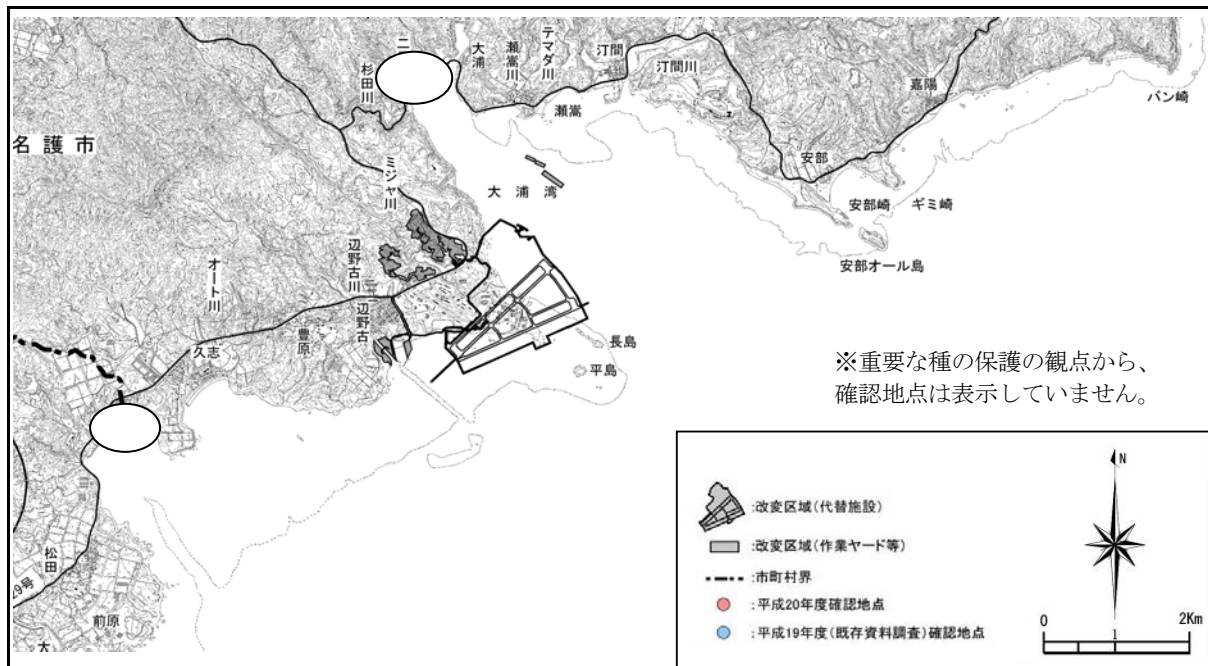 二
杉田川
大浦
瀬嵩川
テマダ川
汀間
汀間川
嘉陽
バン崎
瀬嵩
名護市
ミジャ川
大浦湾
安部
安部崎
ギミ崎
安部オール島
オート川
辺野古川
辺野古
豊原
久志
長島
平島
※重要な種の保護の観点から、
確認地点は表示していません。
松田
29号
前原
大
N
:改変区域(代替施設)
:改変区域(作業ヤード等)
:市町村界
:平成20年度確認地点
:平成19年度(既存資料調査)確認地点
0 1 2Km